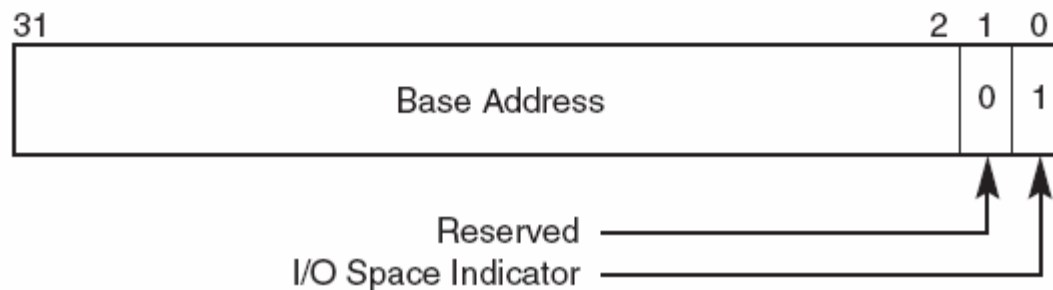 31 2 1 0
Base Address 0 1
Reserved
I/O Space Indicator